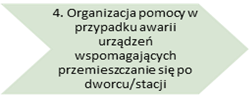 4. Organizacja pomocy w
przypadku awarii
urządzeń
wspomagających
przemieszczanie się po
dworcu/stacji